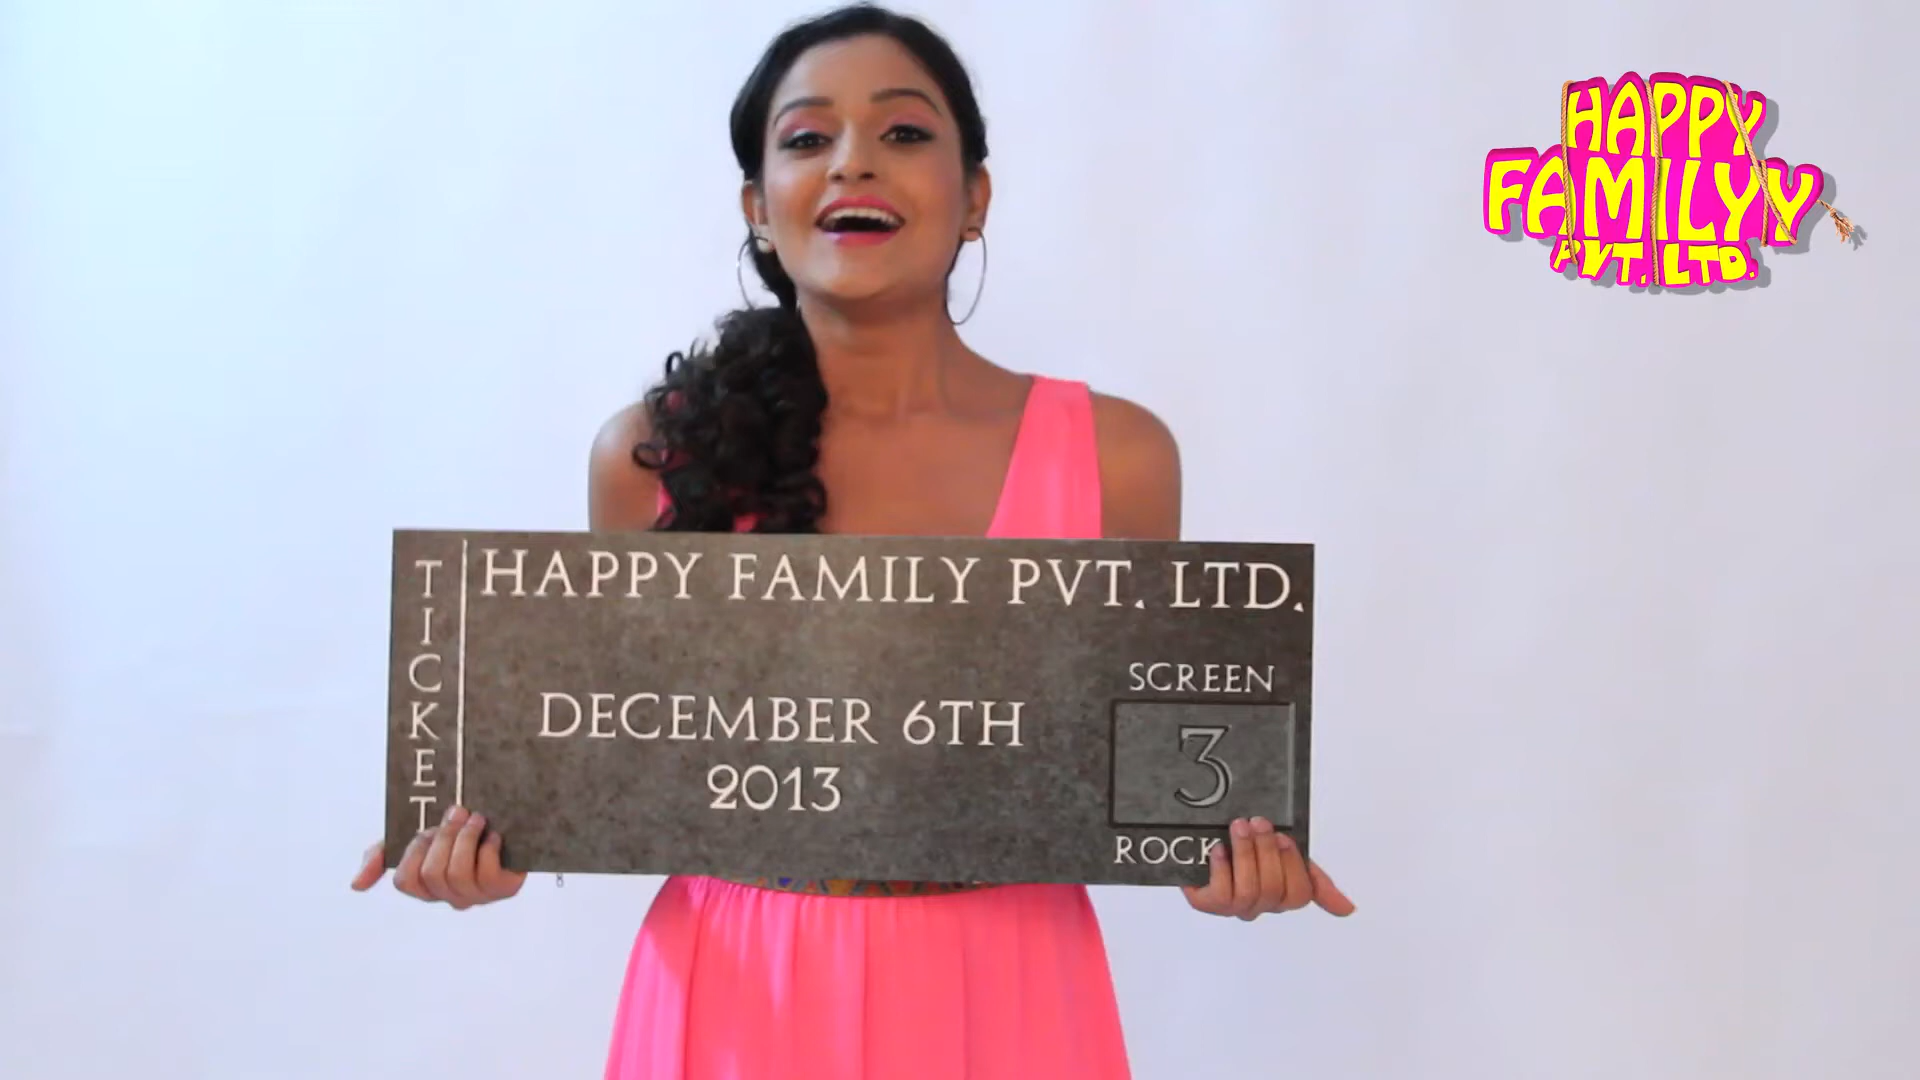 HAPPY
FAMILYY
PVT. LTD.
TICKET
HAPPY FAMILY PVT. LTD.
DECEMBER 6TH
2013
SCREEN
3